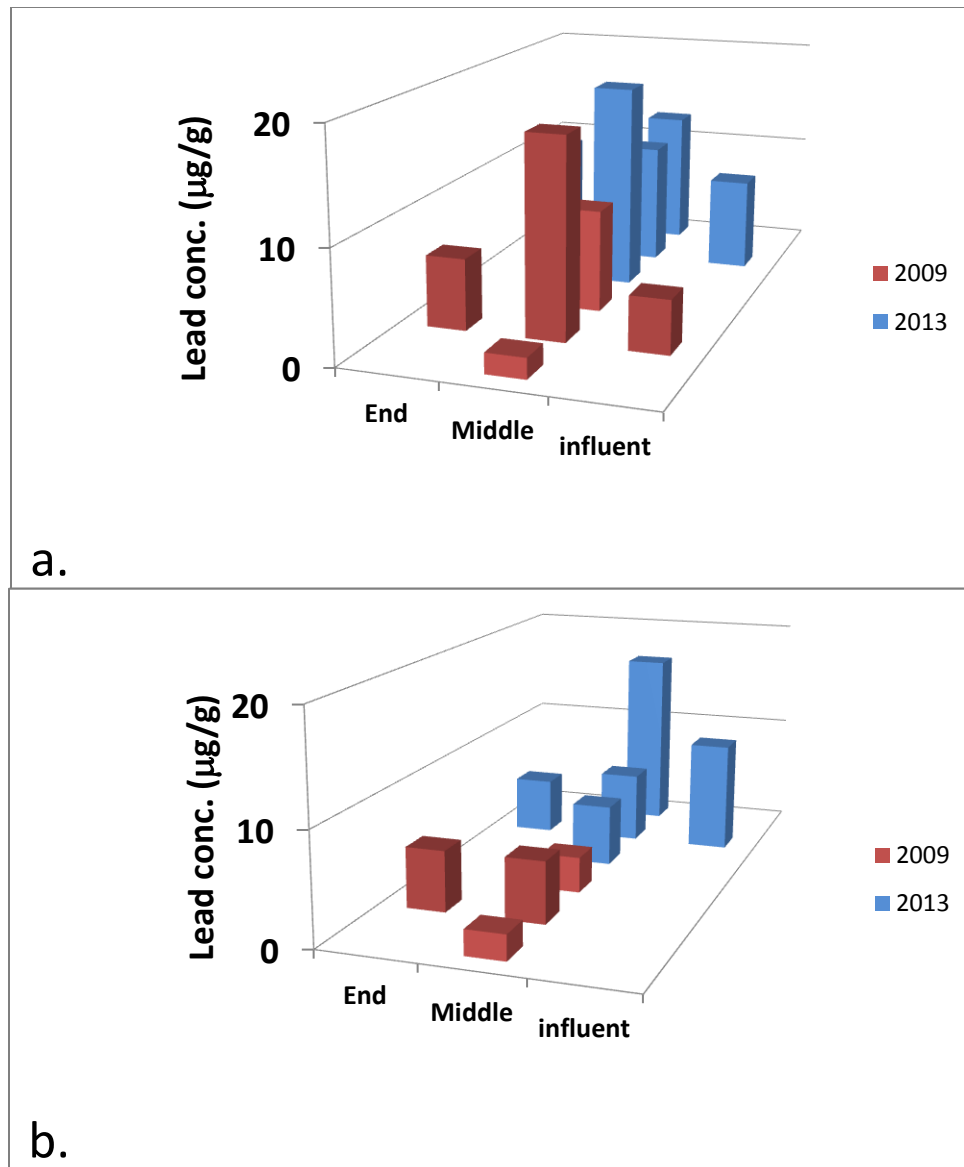 20
10
0
Lead conc. (µg/g)
End
Middle
influent
2009
2013
a.
20
10
0
Lead conc. (µg/g)
End
Middle
influent
2009
2013
b.